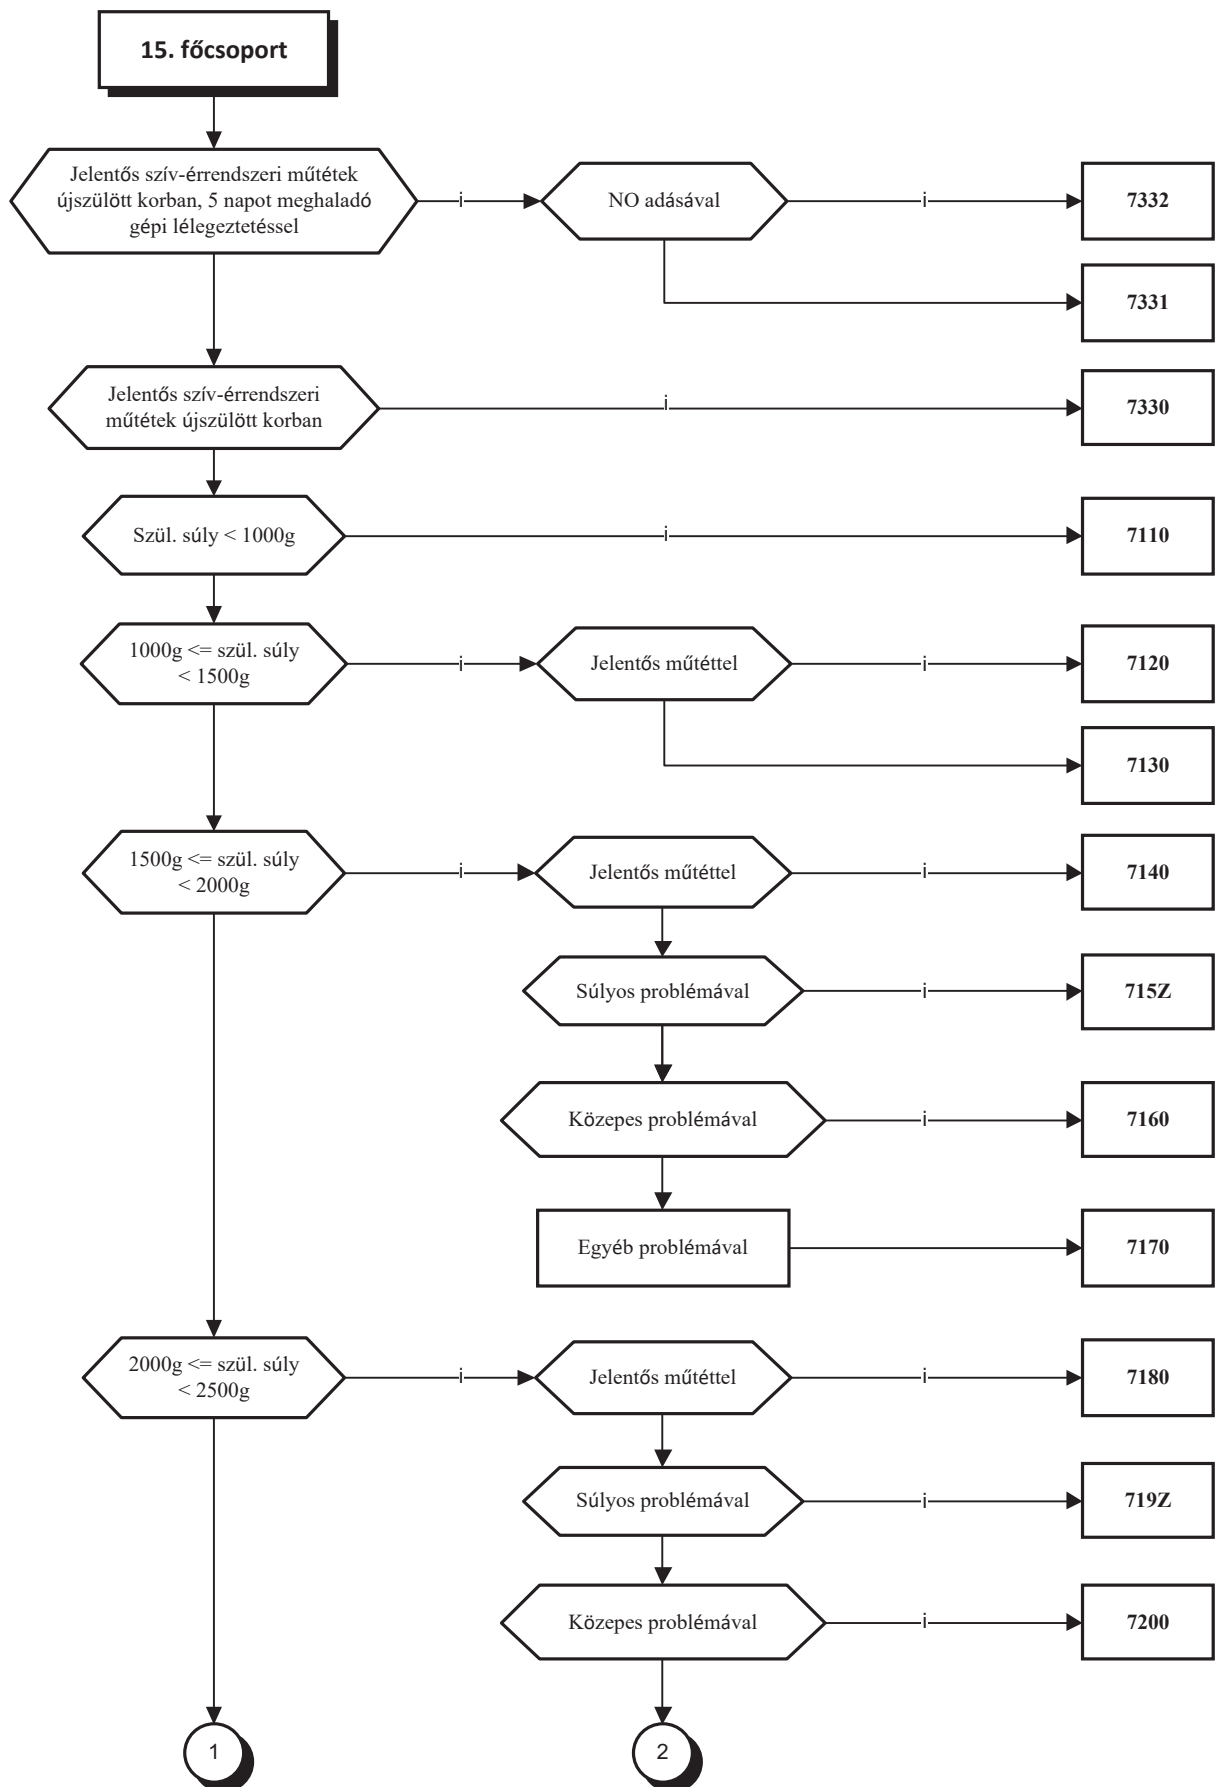 15. főcsoport
Jelentős szív-érrendszeri műtétek
újszülött korban, 5 napot meghaladó
gépi lélegeztetéssel
i
NO adásával
i
7332
7331
Jelentős szív-érrendszeri
műtétek újszülött korban
i
7330
Szül. súly < 1000g
i
7110
1000g <= szül. súly
< 1500g
i
Jelentős műtéttel
i
7120
7130
1500g <= szül. súly
< 2000g
i
Jelentős műtéttel
i
7140
Súlyos problémával
i
715Z
Közepes problémával
i
7160
Egyéb problémával
7170
2000g <= szül. súly
< 2500g
i
Jelentős műtéttel
i
7180
Súlyos problémával
i
719Z
Közepes problémával
i
7200
1
2